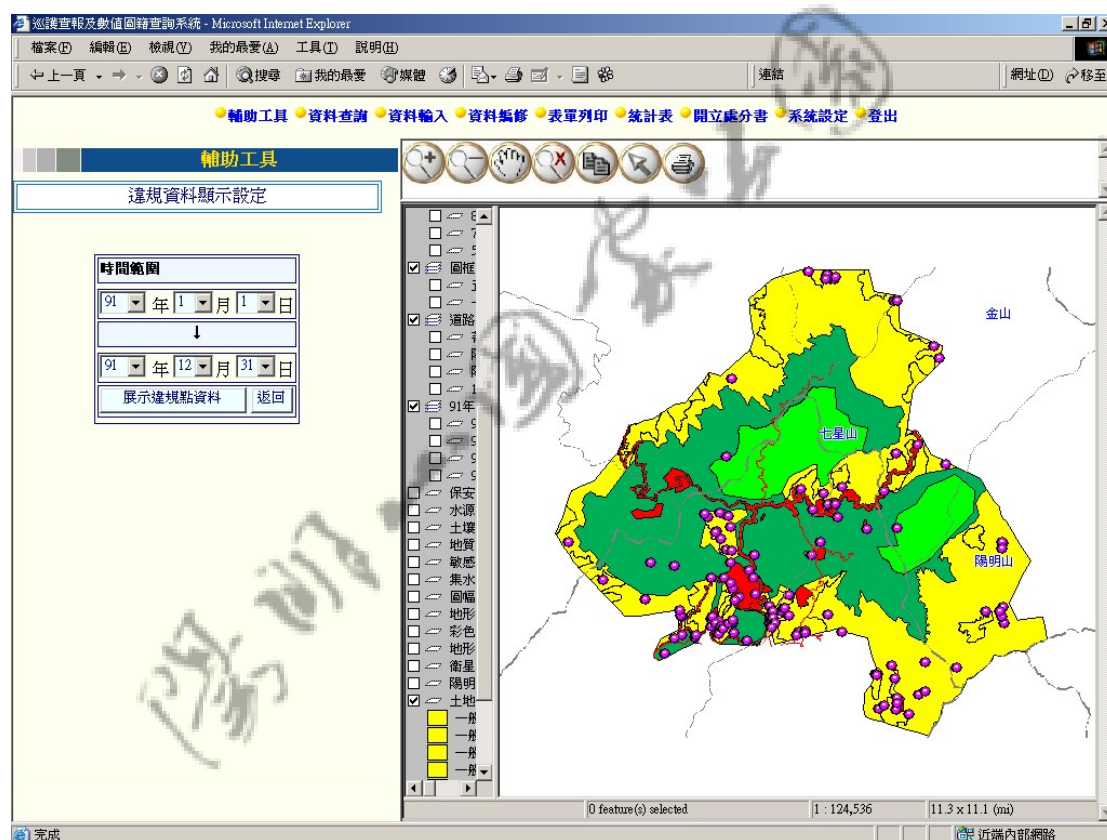 巡護查報及數值圖籍查詢系統 - Microsoft Internet Explorer
檔案(F) 編輯(E) 檢視(V) 我的最愛(A) 工具(T) 說明(H)
上一頁 搜尋 我的最愛 媒體 連結 網址(D) 移至
輔助工具 資料查詢 資料輸入 資料編修 表單列印 統計表 開立處分書 系統設定 登出
輔助工具
違規資料顯示設定
時間範圍
91 年 1 月 1 日
↓
91 年 12 月 31 日
展示違規點資料 返回
圖框
道路
91年
保安
水源
土壤
地質
敏感
集水
圖幅
地形
彩色
地形
衛星
陽明
土地
一般
一般
一般
一般
金山
七星山
陽明山
0 feature(s) selected 1 : 124,536 11.3 x 11.1 (mi)
完成 近端內部網路